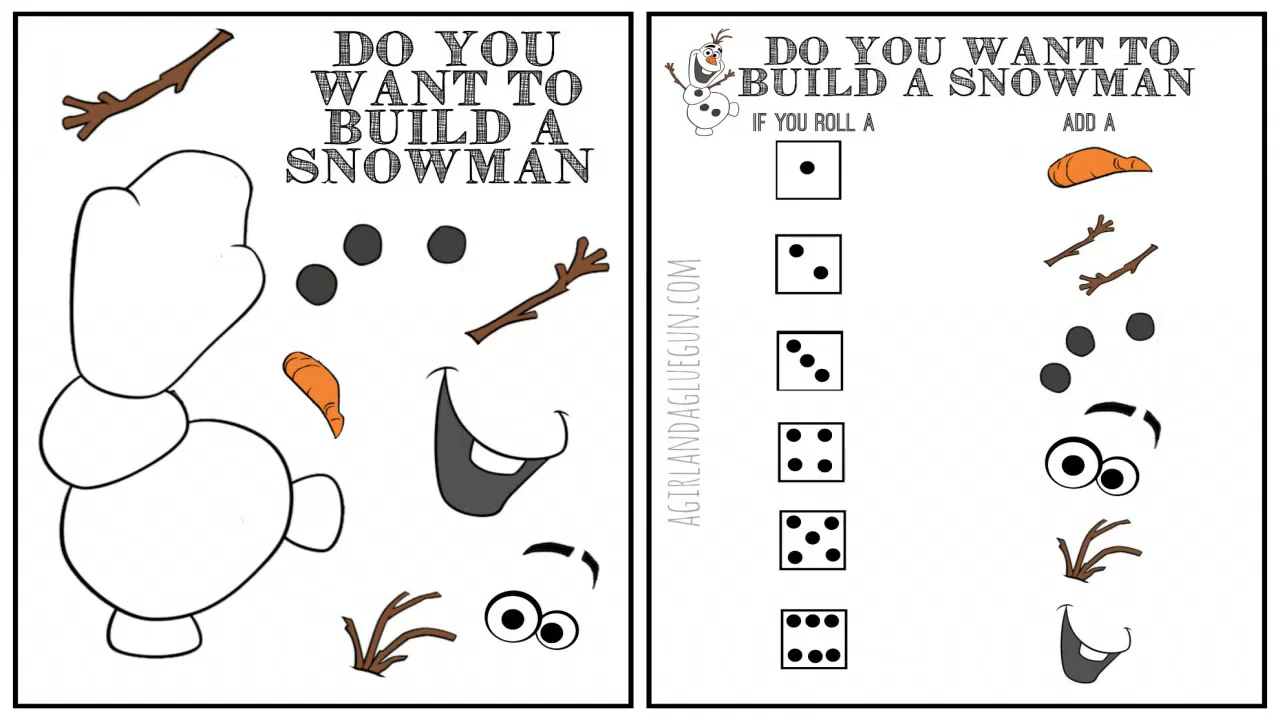 DO YOU
WANT TO
BUILD A
SNOWMAN
DO YOU WANT TO
BUILD A SNOWMAN
IF YOU ROLL A
ADD A
AGIRLANDAGLUEGUN.COM